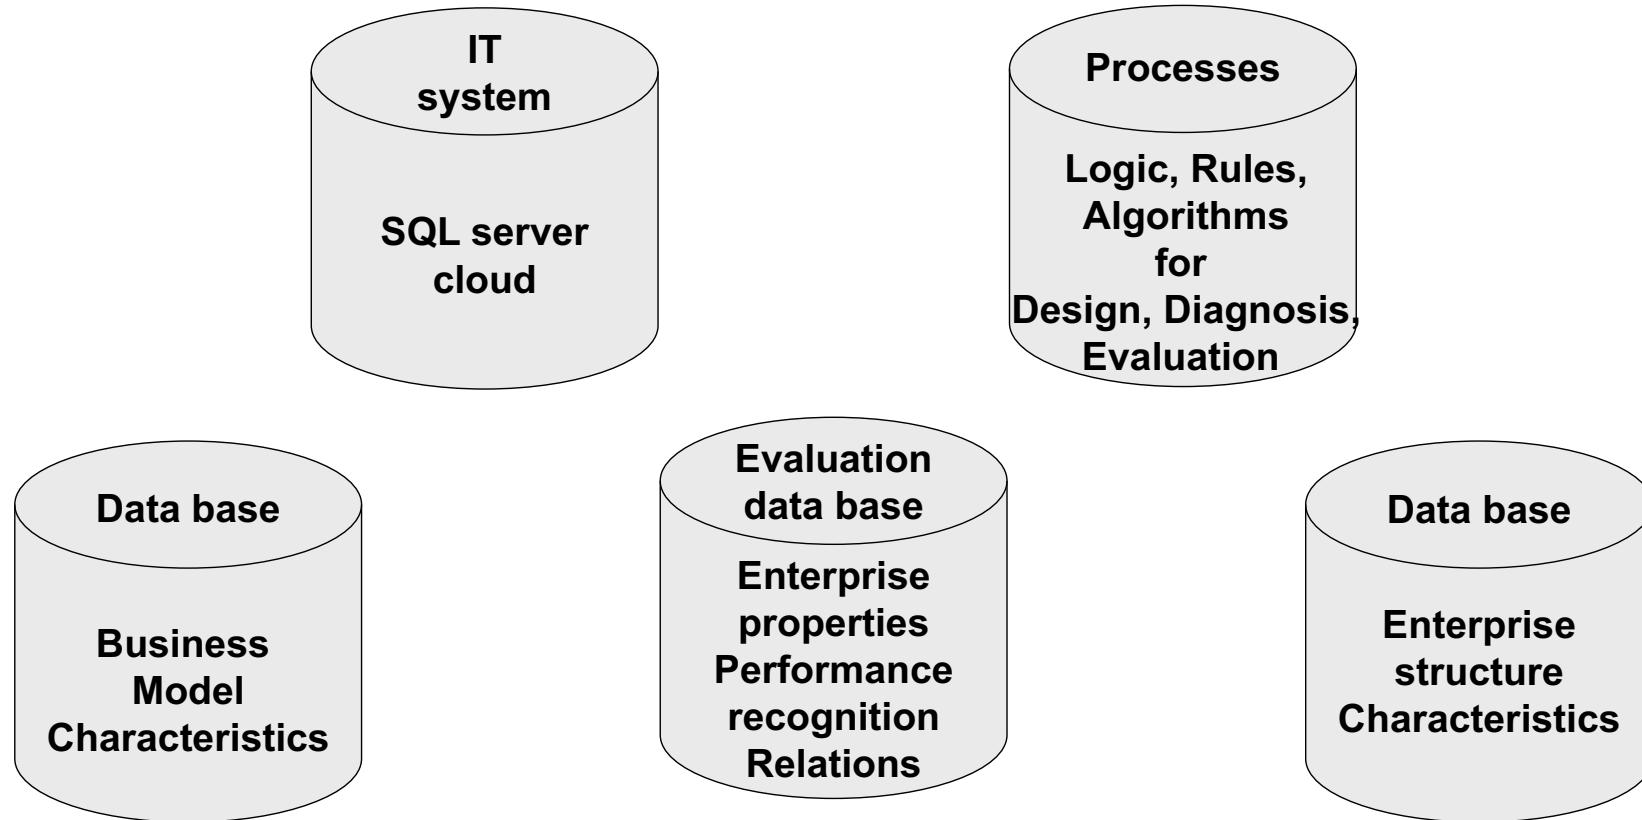 IT
system
SQL server
cloud
Processes
Logic, Rules,
Algorithms
for
Design, Diagnosis,
Evaluation
Data base
Business
Model
Characteristics
Evaluation
data base
Enterprise
properties
Performance
recognition
Relations
Data base
Enterprise
structure
Characteristics